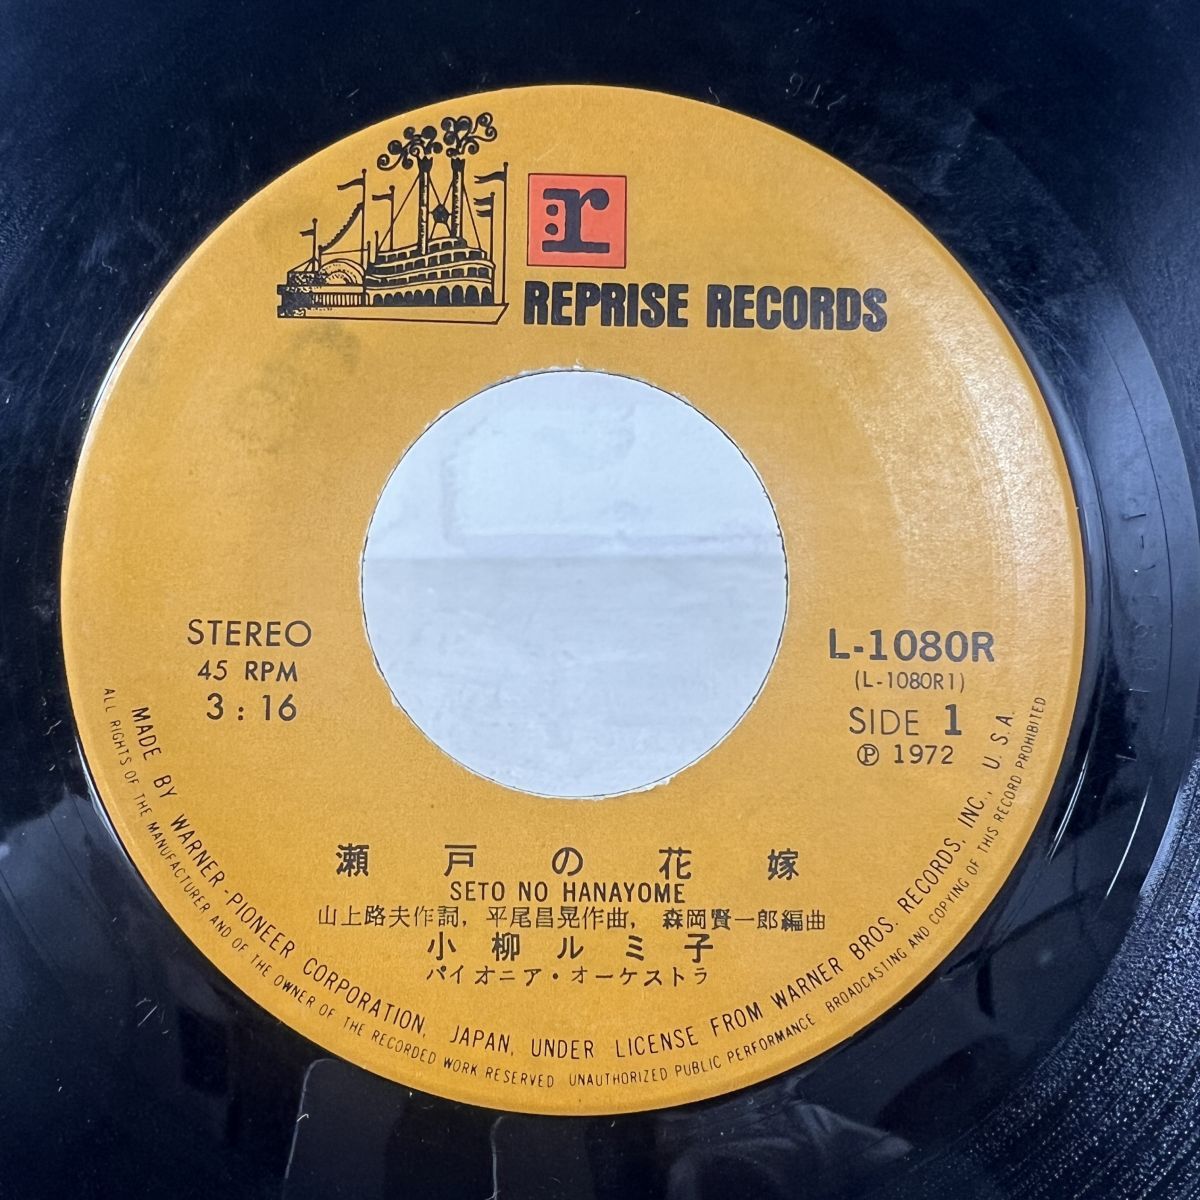 r
REPRISE RECORDS
STEREO
45 RPM
3 : 16
L-1080R
(L-1080R1)
SIDE 1
Ⓟ 1972
瀬戸の花嫁
SETO NO HANAYOME
山上路夫作詞, 平尾昌晃作曲, 森岡賢一郎編曲
小柳ルミ子
パイオニア・オーケストラ
MADE BY WARNER-PIONEER CORPORATION, JAPAN, UNDER LICENSE FROM WARNER BROS. RECORDS, INC., U.S.A.
ALL RIGHTS OF THE MANUFACTURER AND OF THE OWNER OF THE RECORDED WORK RESERVED UNAUTHORIZED PUBLIC PERFORMANCE BROADCASTING AND COPYING OF THIS RECORD PROHIBITED